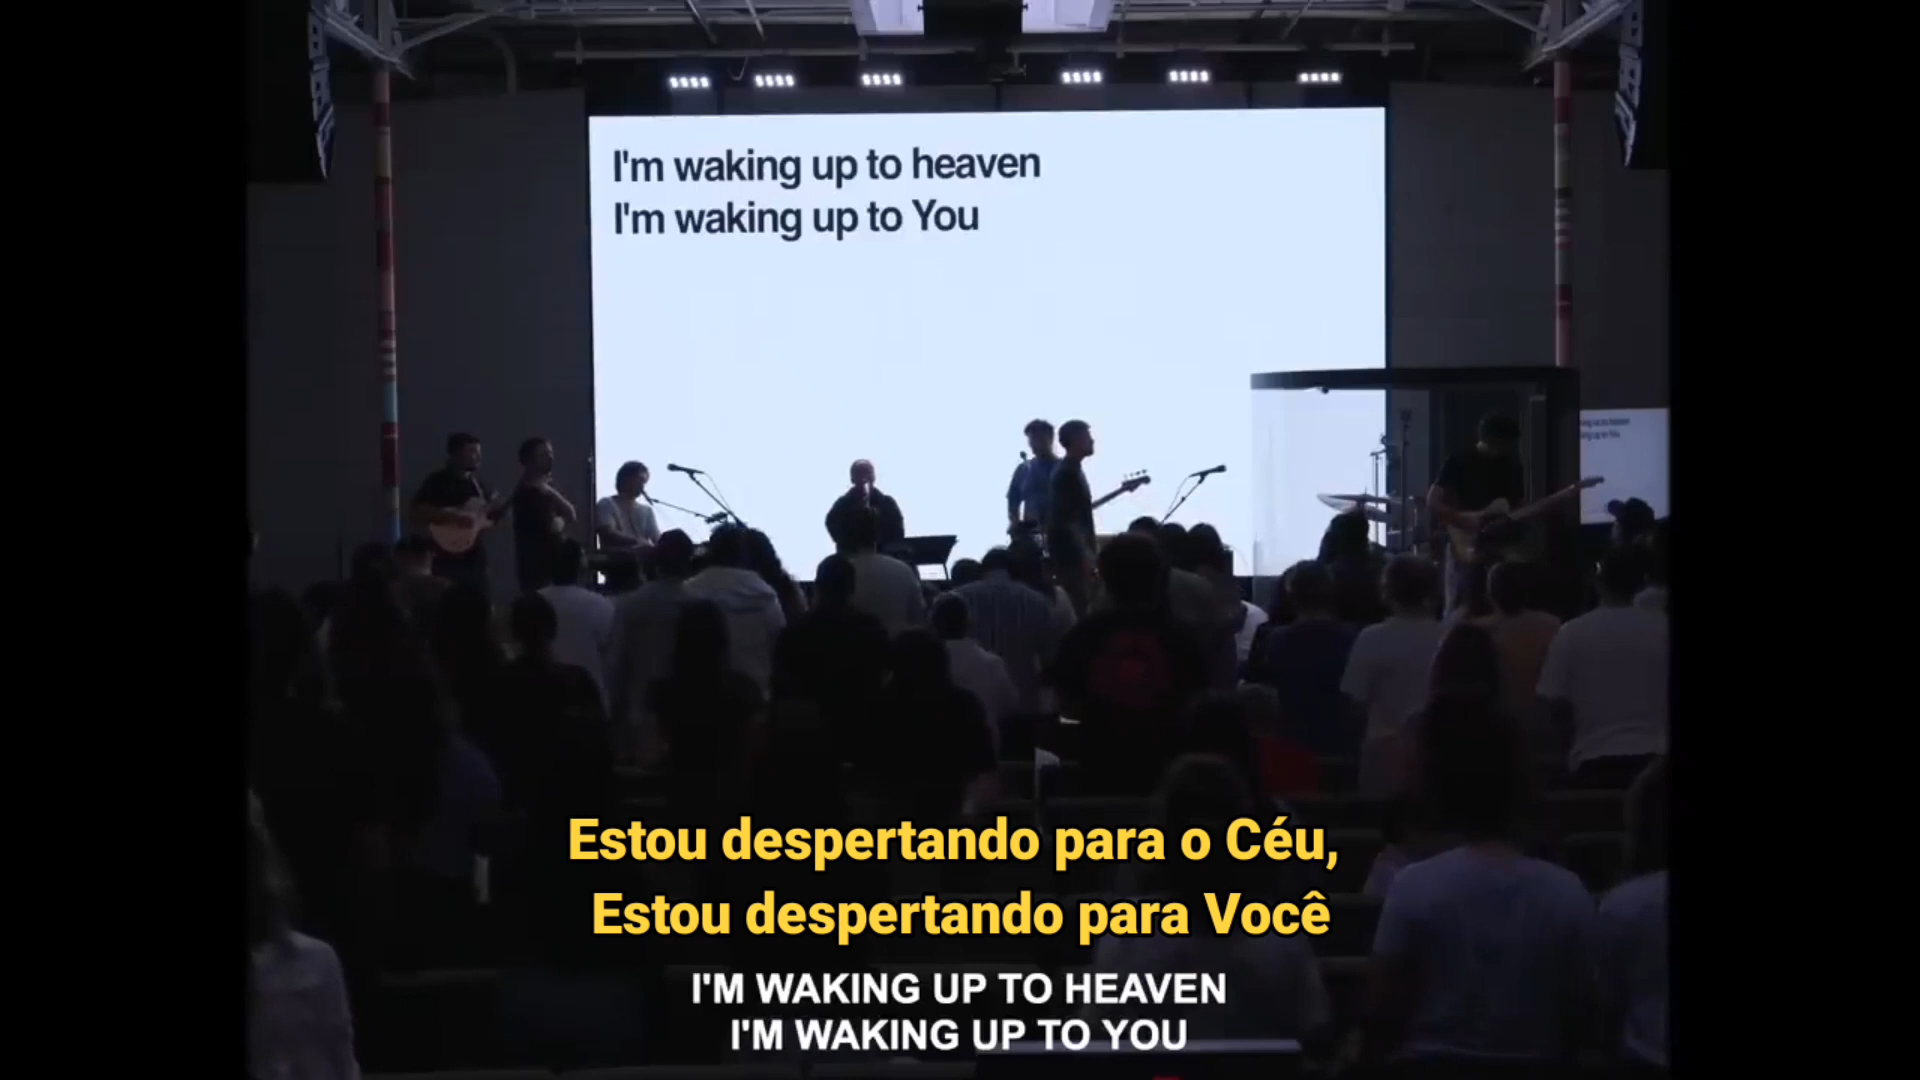 I'm waking up to heaven
I'm waking up to You
Estou despertando para o Céu,
Estou despertando para Você
I'M WAKING UP TO HEAVEN
I'M WAKING UP TO YOU